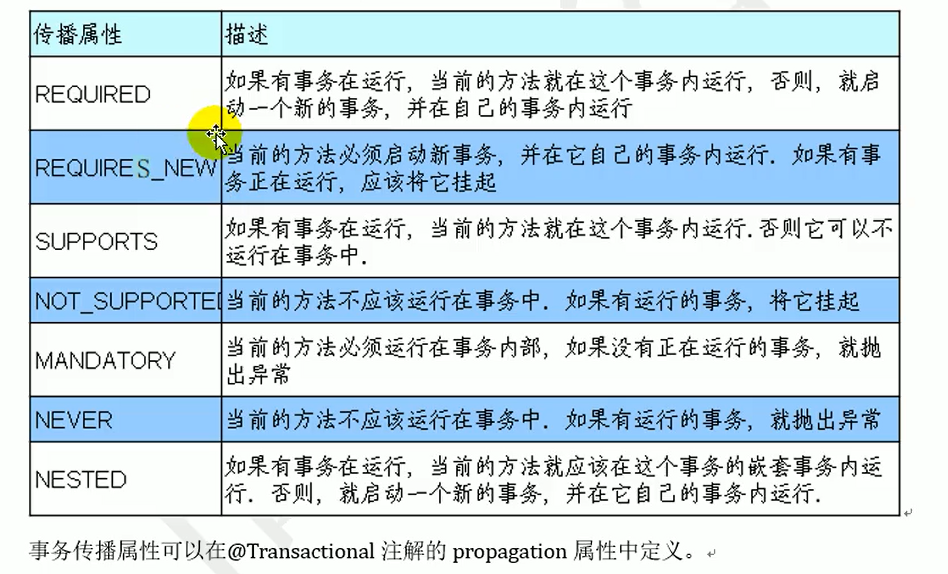 传播属性 描述
REQUIRED
如果有事务在运行，当前的方法就在这个事务内运行，否则，就启
动一个新的事务，并在自己的事务内运行
REQUIRES_NEW
当前的方法必须启动新事务，并在它自己的事务内运行．如果有事
务正在运行，应该将它挂起
SUPPORTS
如果有事务在运行，当前的方法就在这个事务内运行.否则它可以不
运行在事务中.
NOT_SUPPORTED 当前的方法不应该运行在事务中．如果有运行的事务，将它挂起
MANDATORY
当前的方法必须运行在事务内部，如果没有正在运行的事务，就抛
出异常
NEVER 当前的方法不应该运行在事务中．如果有运行的事务，就抛出异常
NESTED
如果有事务在运行，当前的方法就应该在这个事务的嵌套事务内运
行．否则，就启动一个新的事务，并在它自己的事务内运行.
事务传播属性可以在@Transactional 注解的 propagation 属性中定义。